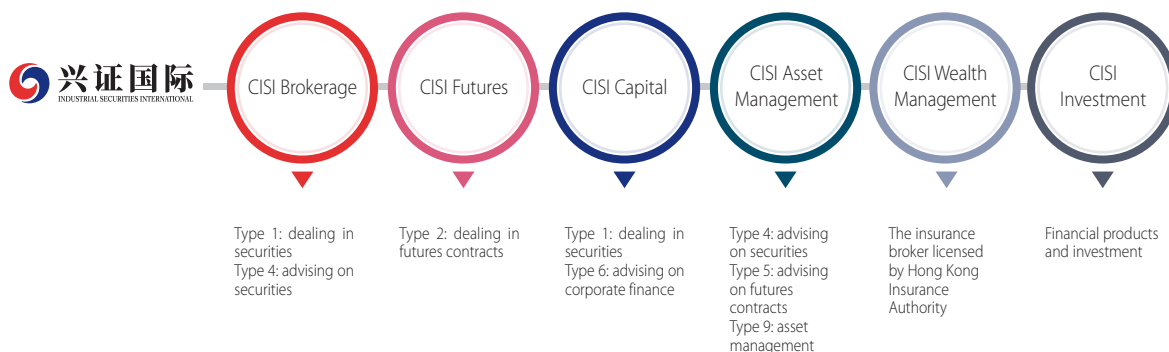 兴证国际
INDUSTRIAL SECURITIES INTERNATIONAL
CISI Brokerage
CISI Futures
CISI Capital
CISI Asset
Management
CISI Wealth
Management
CISI
Investment
Type 1: dealing in
securities
Type 4: advising on
securities
Type 2: dealing in
futures contracts
Type 1: dealing in
securities
Type 6: advising on
corporate finance
Type 4: advising
on securities
Type 5: advising
on futures
contracts
Type 9: asset
management
The insurance
broker licensed
by Hong Kong
Insurance
Authority
Financial products
and investment